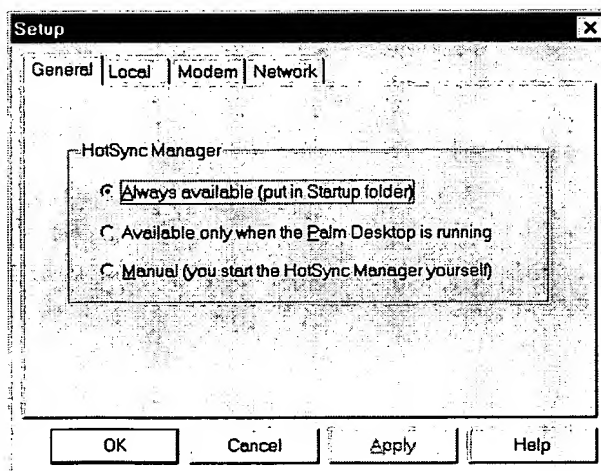 Setup
General Local Modem Network
HotSync Manager
Always available (put in Startup folder)
Available only when the Palm Desktop is running
Manual (you start the HotSync Manager yourself)
OK Cancel Apply Help